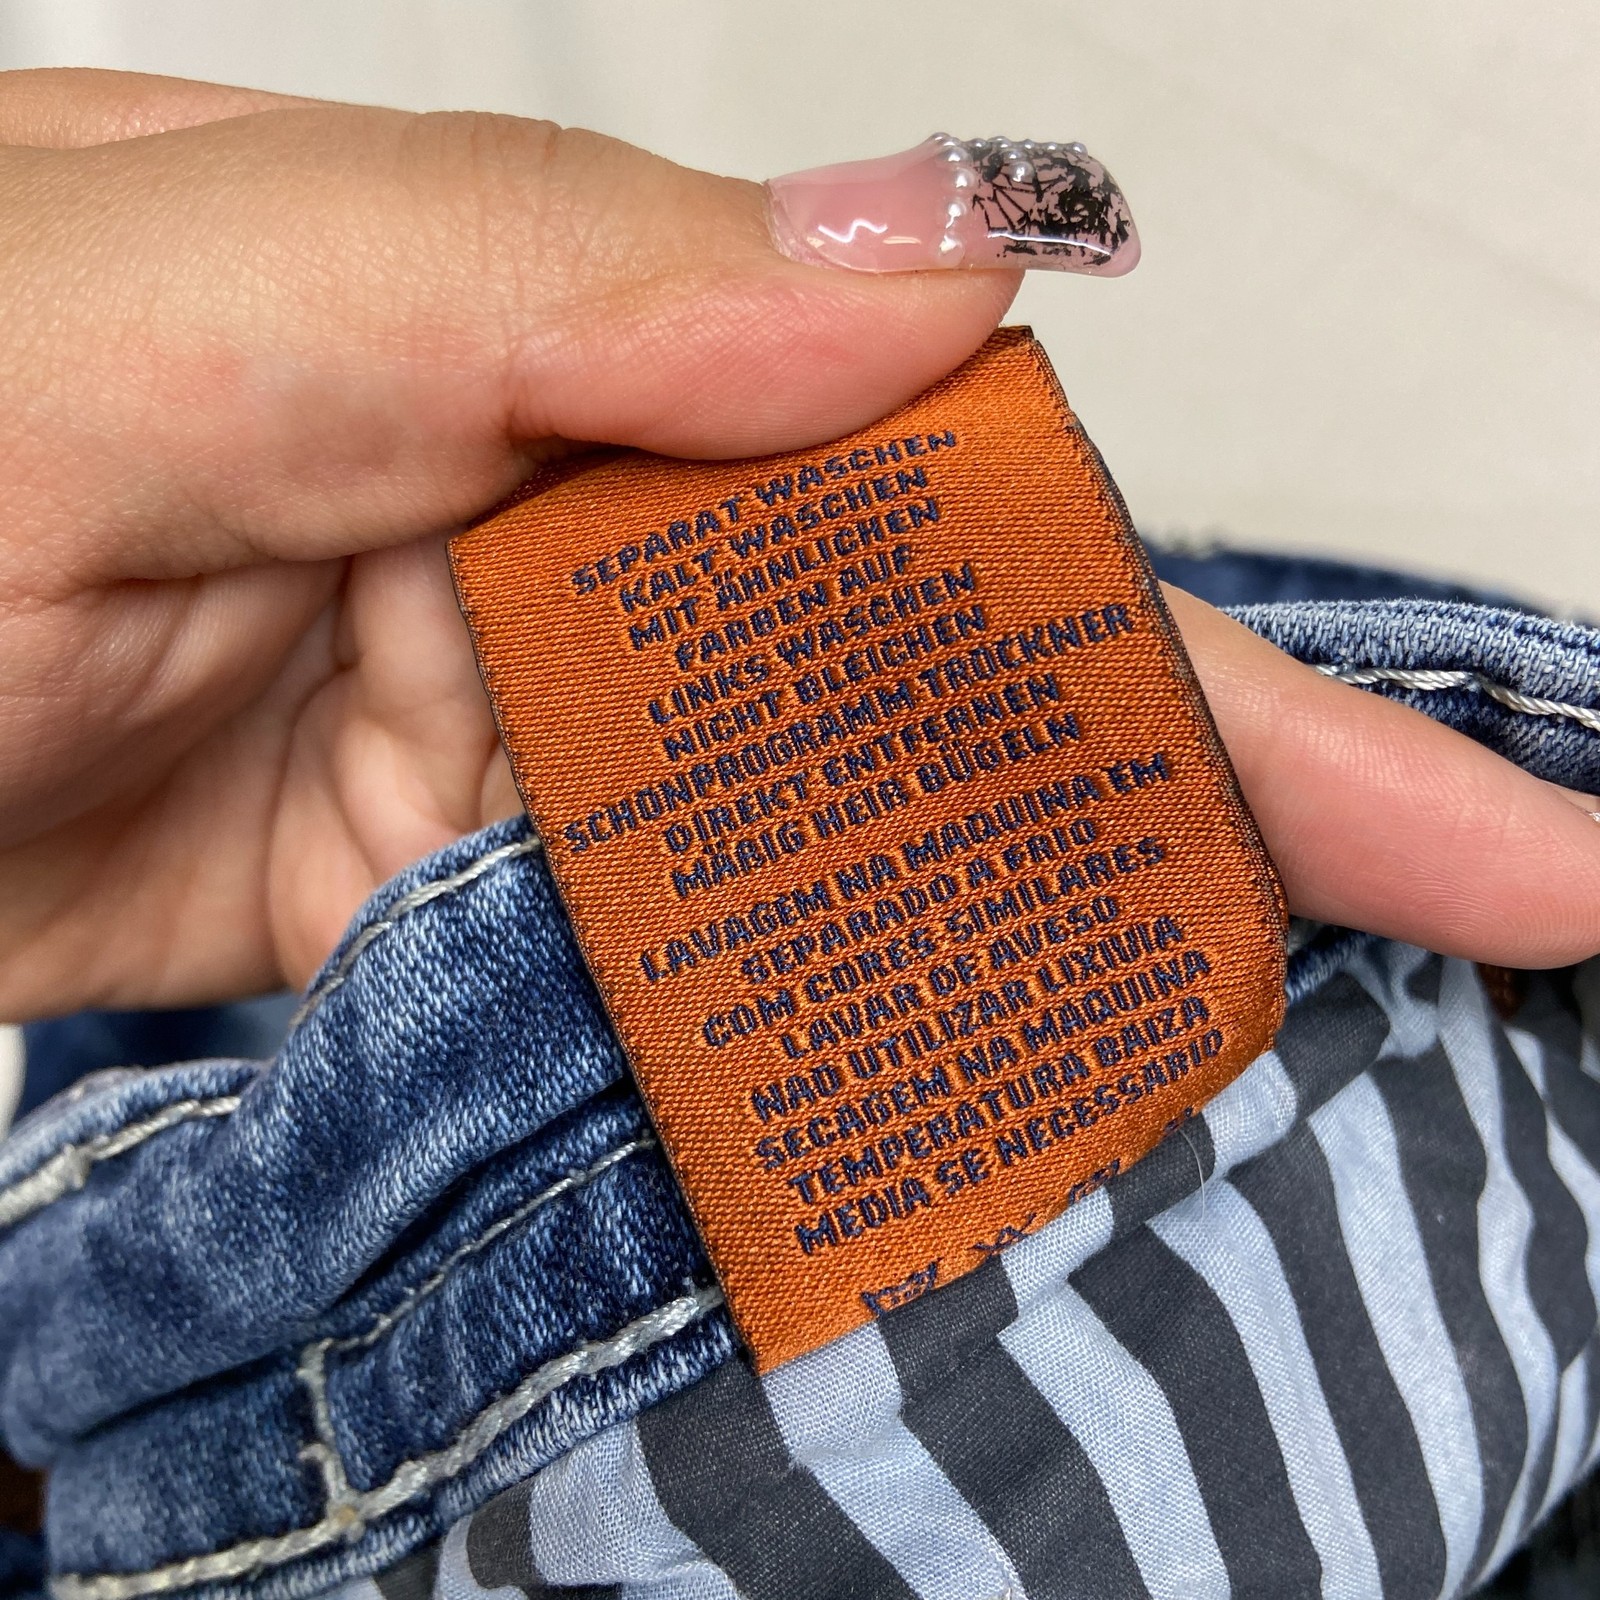 SEPARAT WASCHEN
KALT WASCHEN
MIT ÄHNLICHEN
FARBEN AUF
LINKS WASCHEN
NICHT BLEICHEN
SCHONPROGRAMM TROCKNER
DIREKT ENTFERNEN
MÄßIG HEIß BÜGELN
LAVAGEM NA MAQUINA EM
SEPARADO A FRIO
COM CORES SIMILARES
LAVAR DE AVESO
NAO UTILIZAR LIXIVIA
SECAGEM NA MAQUINA
TEMPERATURA BAIZA
MEDIA SE NECESSARIO